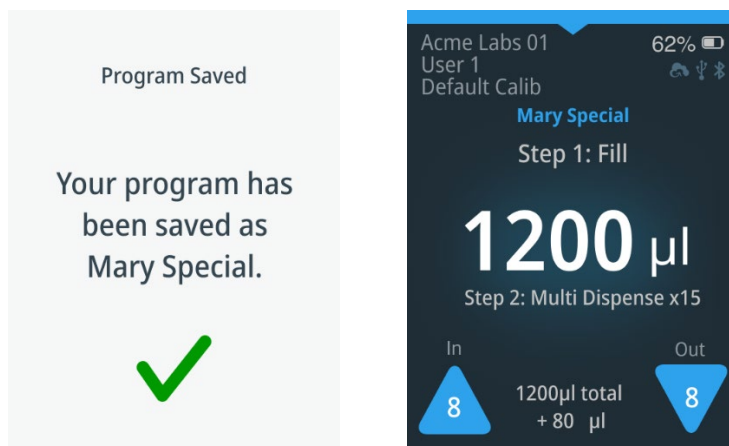 Program Saved
Your program has
been saved as
Mary Special.
Acme Labs 01
62%
User 1
Default Calib
Mary Special
Step 1: Fill
1200 µl
Step 2: Multi Dispense x15
In
Out
8
1200µl total
+ 80 µl
8